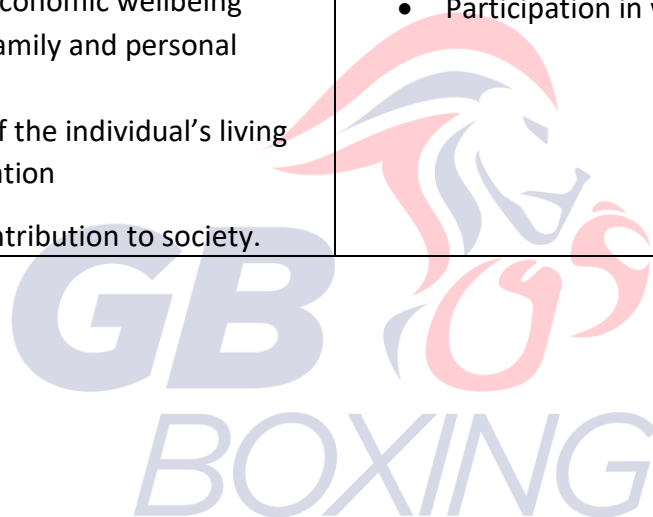 economic wellbeing
amily and personal
f the individual's living
ation
ntribution to society.
• Participation in
GB
BOXING